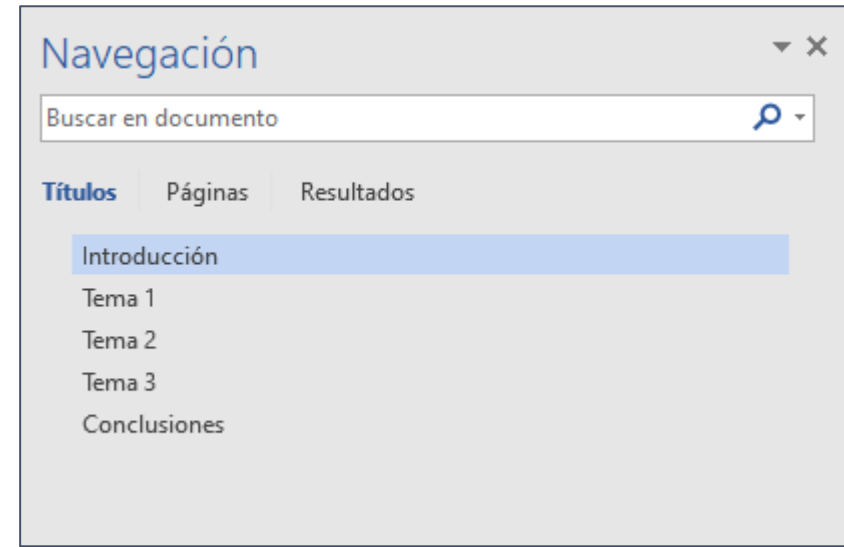 Navegación
Buscar en documento
Títulos Páginas Resultados
Introducción
Tema 1
Tema 2
Tema 3
Conclusiones